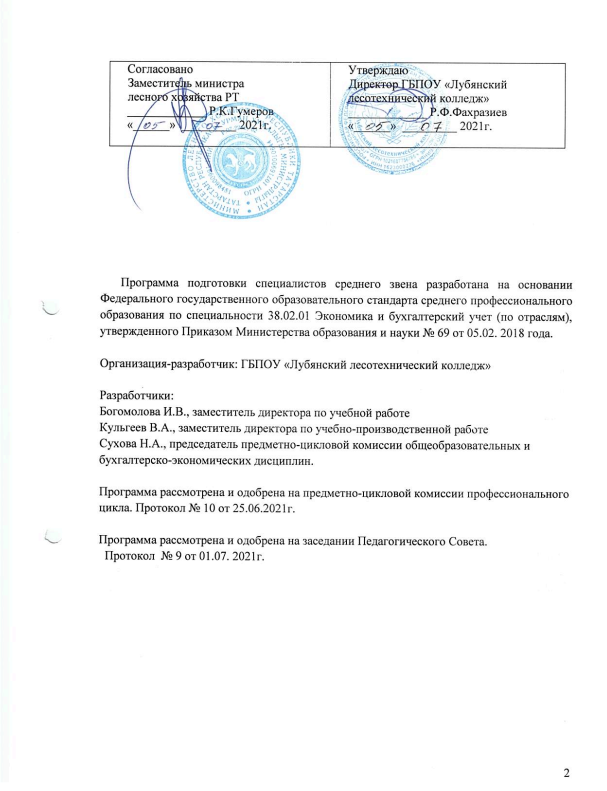 Согласовано
Заместитель министра
лесного хозяйства РТ
Р.К.Гумеров
« 05 » 07 2021г.
Утверждаю
Директор ГБПОУ «Лубянский
лесотехнический колледж»
Р.Ф.Фахразиев
« 05 » 07 2021г.
Программа подготовки специалистов среднего звена разработана на основании
Федерального государственного образовательного стандарта среднего профессионального
образования по специальности 38.02.01 Экономика и бухгалтерский учет (по отраслям),
утвержденного Приказом Министерства образования и науки № 69 от 05.02. 2018 года.
Организация-разработчик: ГБПОУ «Лубянский лесотехнический колледж»
Разработчики:
Богомолова И.В., заместитель директора по учебной работе
Кульгеев В.А., заместитель директора по учебно-производственной работе
Сухова Н.А., председатель предметно-цикловой комиссии общеобразовательных и
бухгалтерско-экономических дисциплин.
Программа рассмотрена и одобрена на предметно-цикловой комиссии профессионального
цикла. Протокол № 10 от 25.06.2021г.
Программа рассмотрена и одобрена на заседании Педагогического Совета.
Протокол № 9 от 01.07. 2021г.
2